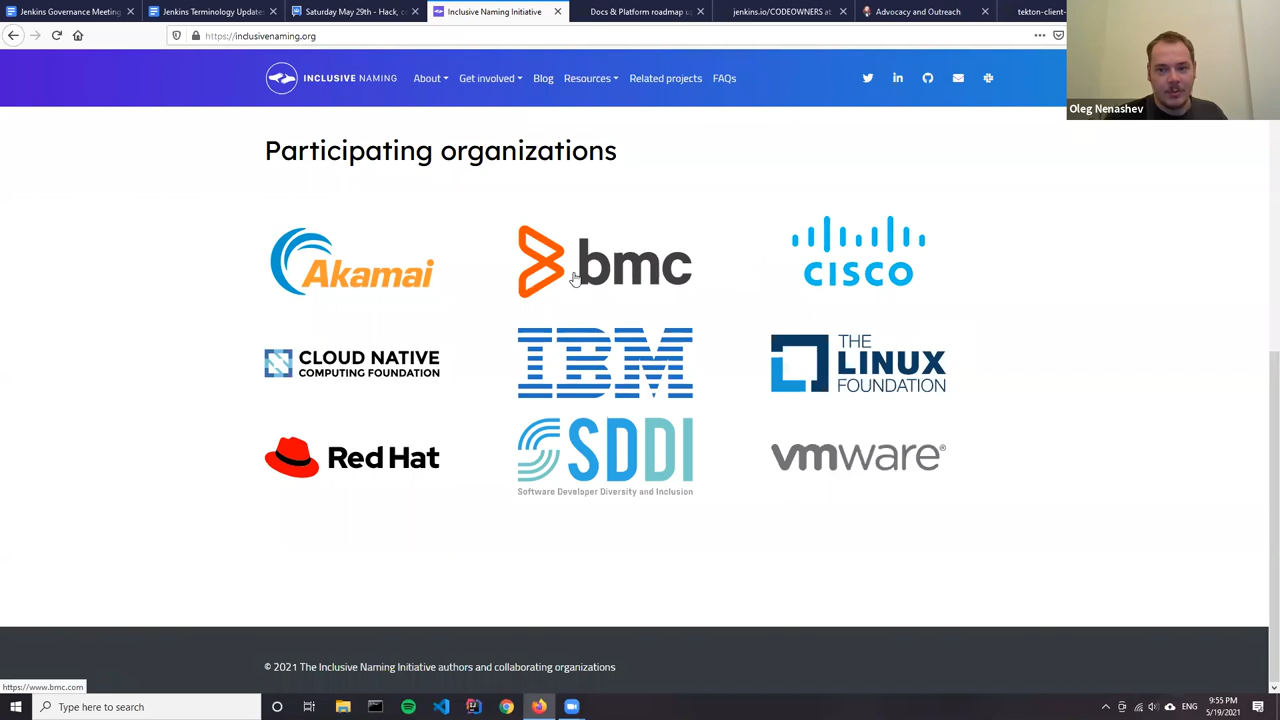 Jenkins Governance Meeting
Jenkins Terminology Updates
Saturday May 29th - Hack, c
Inclusive Naming Initiative
Docs & Platform roadmap up
jenkins.io/CODEOWNERS at
Advocacy and Outreach
tekton-client-
https://inclusivenaming.org
INCLUSIVE NAMING
About
Get involved
Blog
Resources
Related projects
FAQs
Oleg Nenashev
Participating organizations
Akamai
bmc
CISCO
CLOUD NATIVE
COMPUTING FOUNDATION
IBM
THE
LINUX
FOUNDATION
Red Hat
SDDI
Software Developer Diversity and Inclusion
vmware®
© 2021 The Inclusive Naming Initiative authors and collaborating organizations
https://www.bmc.com
Type here to search
ENG
9:55 PM
5/19/2021